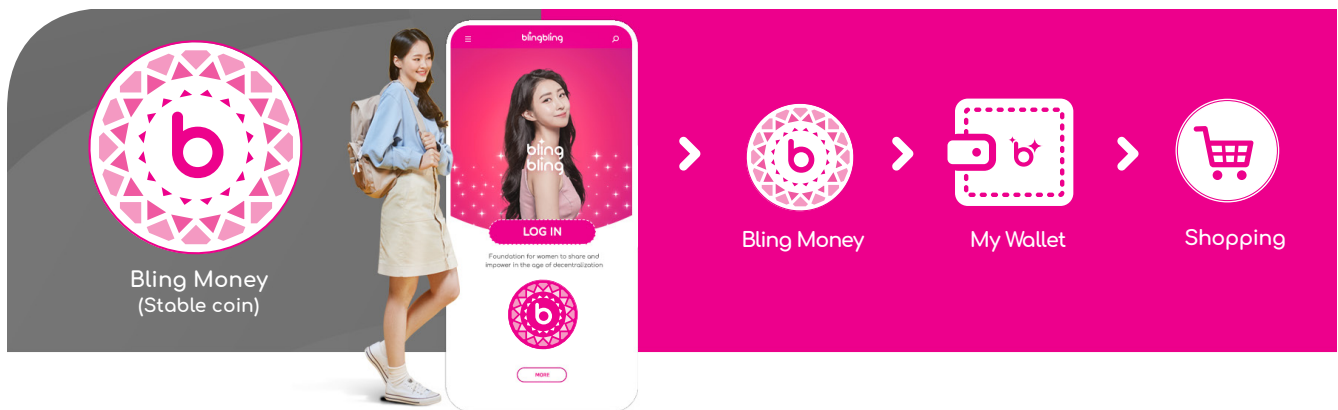 b
Bling Money
(Stable coin)
blingbling
bling
bling
LOG IN
Foundation for women to share and
impower in the age of decentralization
b
MORE
b
Bling Money
b
My Wallet
Shopping